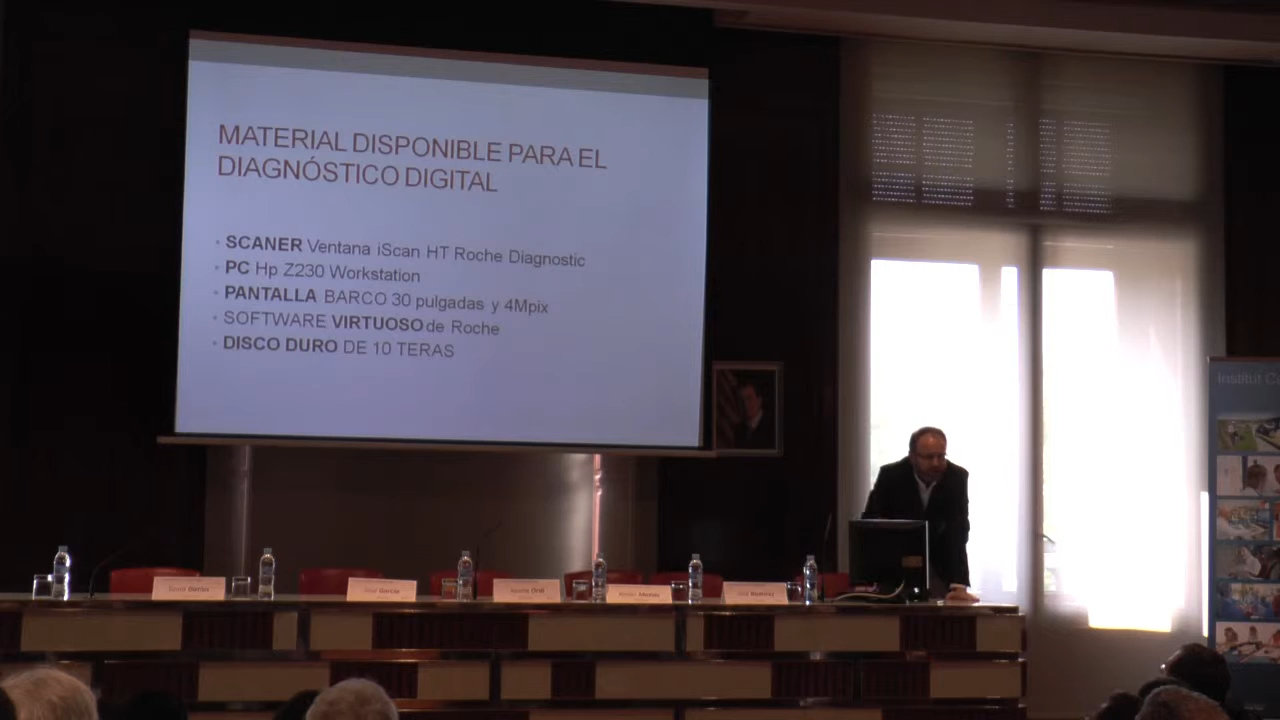 MATERIAL DISPONIBLE PARA EL
DIAGNÓSTICO DIGITAL
• SCANER Ventana iScan HT Roche Diagnostic
• PC Hp Z230 Workstation
• PANTALLA BARCO 30 pulgadas y 4Mpix
• SOFTWARE VIRTUOSO de Roche
• DISCO DURO DE 10 TERAS
Institut